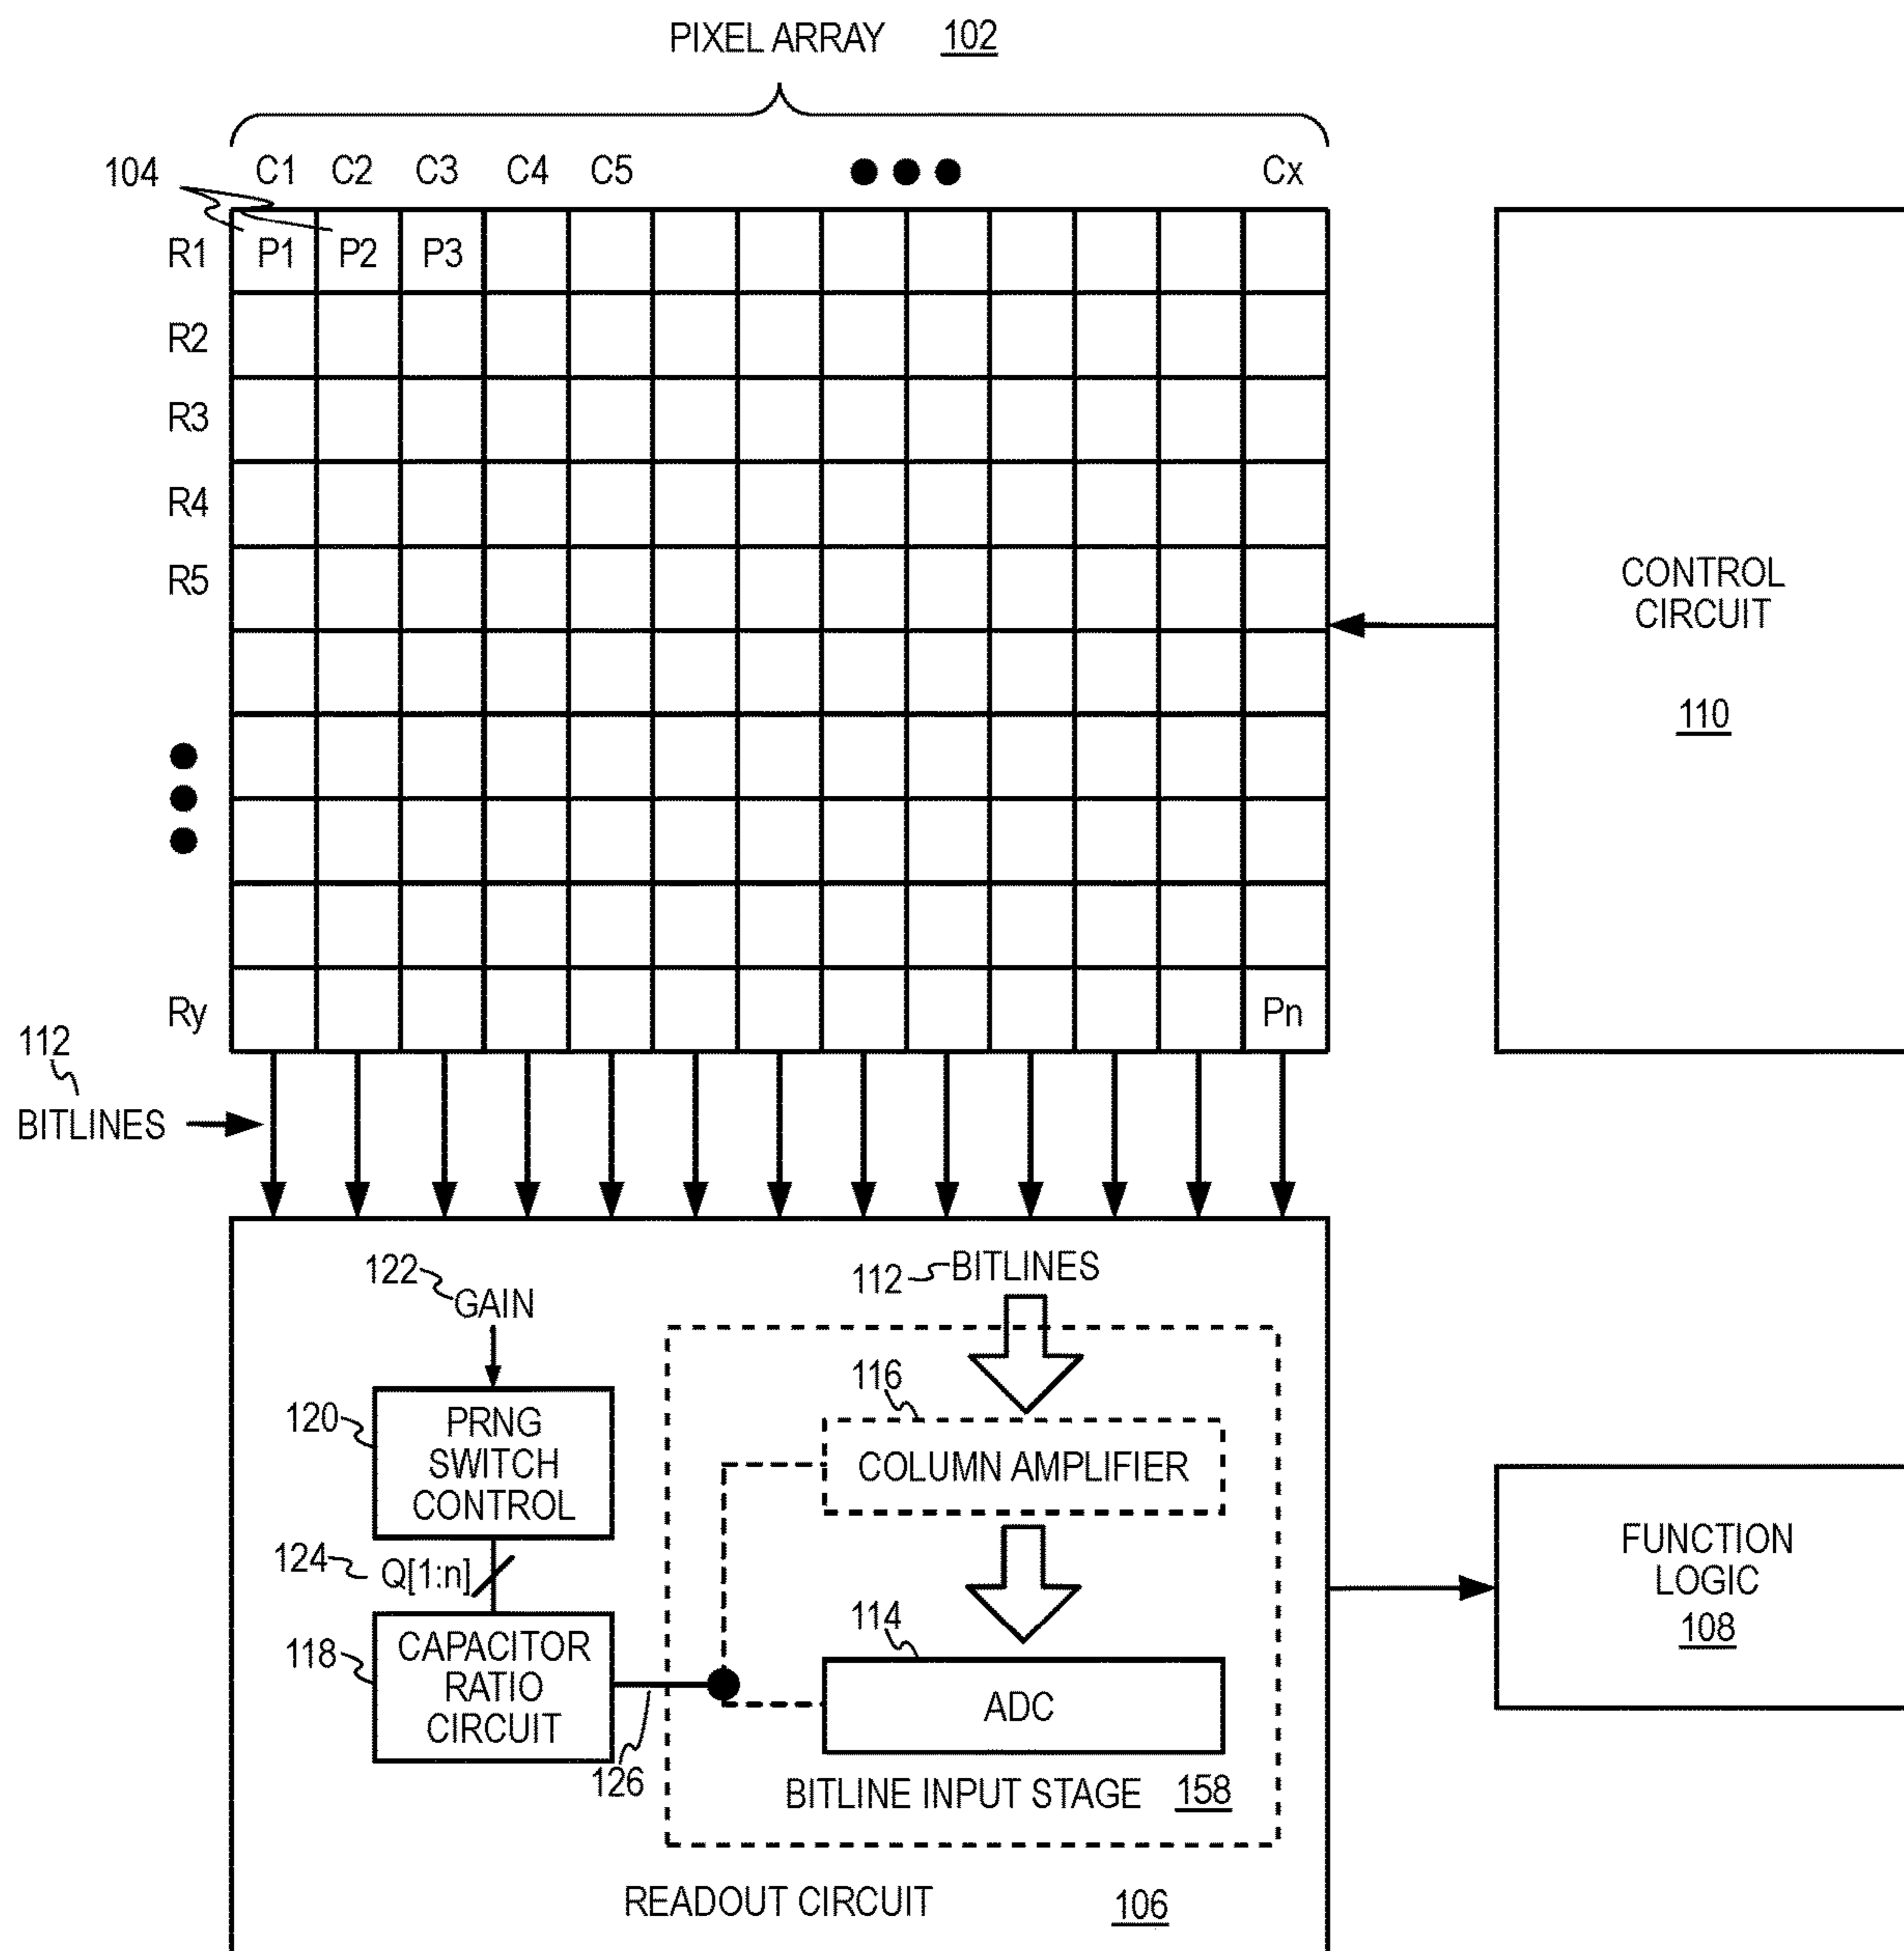 PIXEL ARRAY 102
104 C1 C2 C3 C4 C5 Cx
R1 P1 P2 P3
R2
R3
R4
R5
CONTROL
CIRCUIT
110
Ry Pn
112
BITLINES
122
GAIN
112 BITLINES
120
PRNG
SWITCH
CONTROL
116
COLUMN AMPLIFIER
124 Q[1:n]
118
CAPACITOR
RATIO
CIRCUIT
126
114
ADC
BITLINE INPUT STAGE 158
READOUT CIRCUIT 106
FUNCTION
LOGIC
108